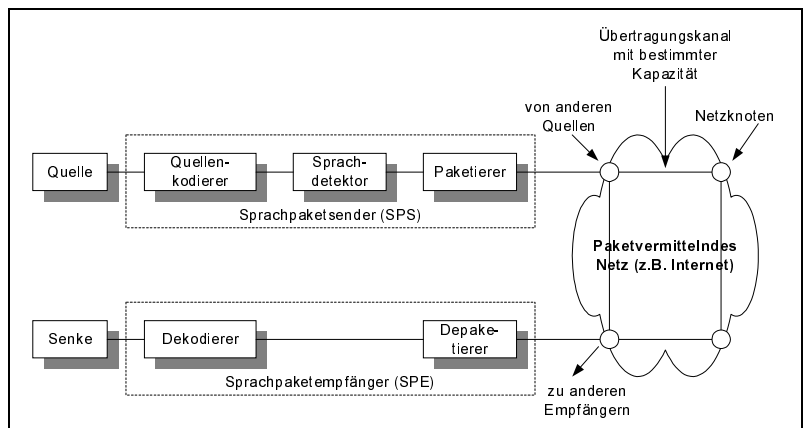 Übertragungskanal
mit bestimmter
Kapazität
von anderen
Quellen
Netzknoten
Quelle
Quellen-
kodierer
Sprach-
detektor
Paketierer
Sprachpaketsender (SPS)
Paketvermittelndes
Netz (z.B. Internet)
Senke
Dekodierer
Depake-
tierer
Sprachpaketempfänger (SPE)
zu anderen
Empfängern